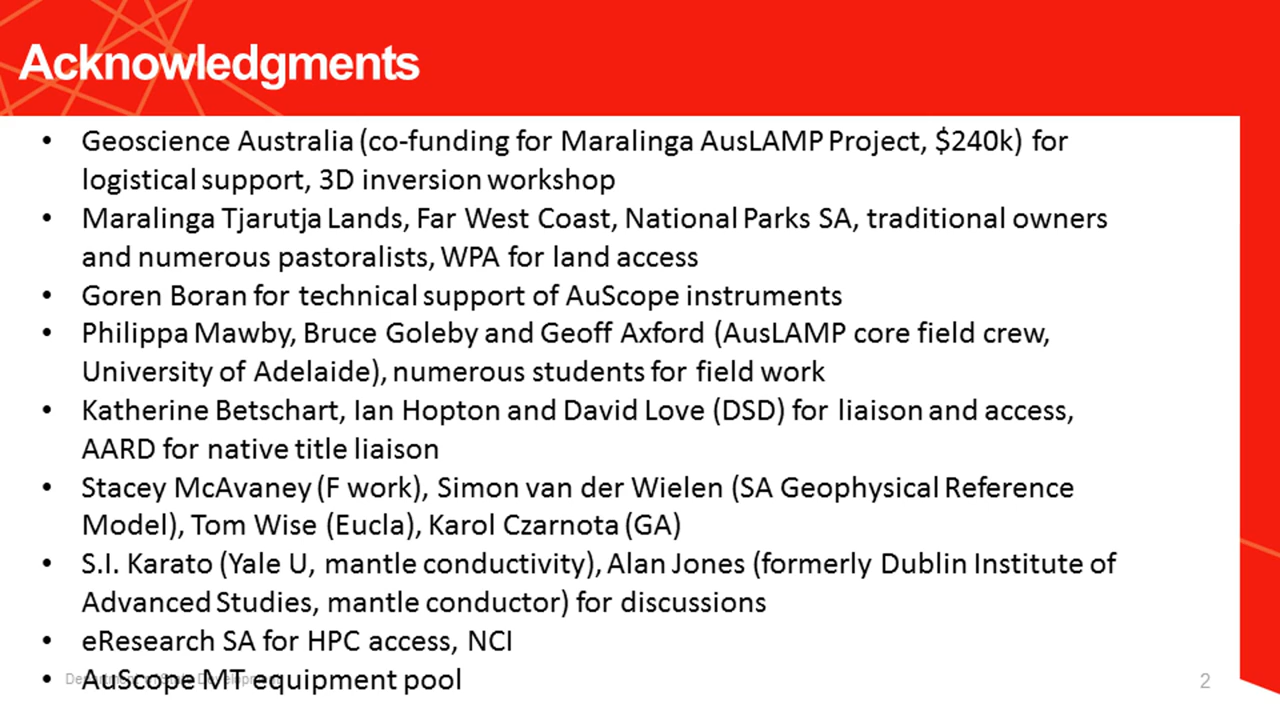 Acknowledgments
• Geoscience Australia (co-funding for Maralinga AusLAMP Project, $240k) for
logistical support, 3D inversion workshop
• Maralinga Tjarutja Lands, Far West Coast, National Parks SA, traditional owners
and numerous pastoralists, WPA for land access
• Goren Boran for technical support of AuScope instruments
• Philippa Mawby, Bruce Goleby and Geoff Axford (AusLAMP core field crew,
University of Adelaide), numerous students for field work
• Katherine Betschart, Ian Hopton and David Love (DSD) for liaison and access,
AARD for native title liaison
• Stacey McAvaney (F work), Simon van der Wielen (SA Geophysical Reference
Model), Tom Wise (Eucla), Karol Czarnota (GA)
• S.I. Karato (Yale U, mantle conductivity), Alan Jones (formerly Dublin Institute of
Advanced Studies, mantle conductor) for discussions
• eResearch SA for HPC access, NCI
• AuScope MT equipment pool
Department of State Development
2